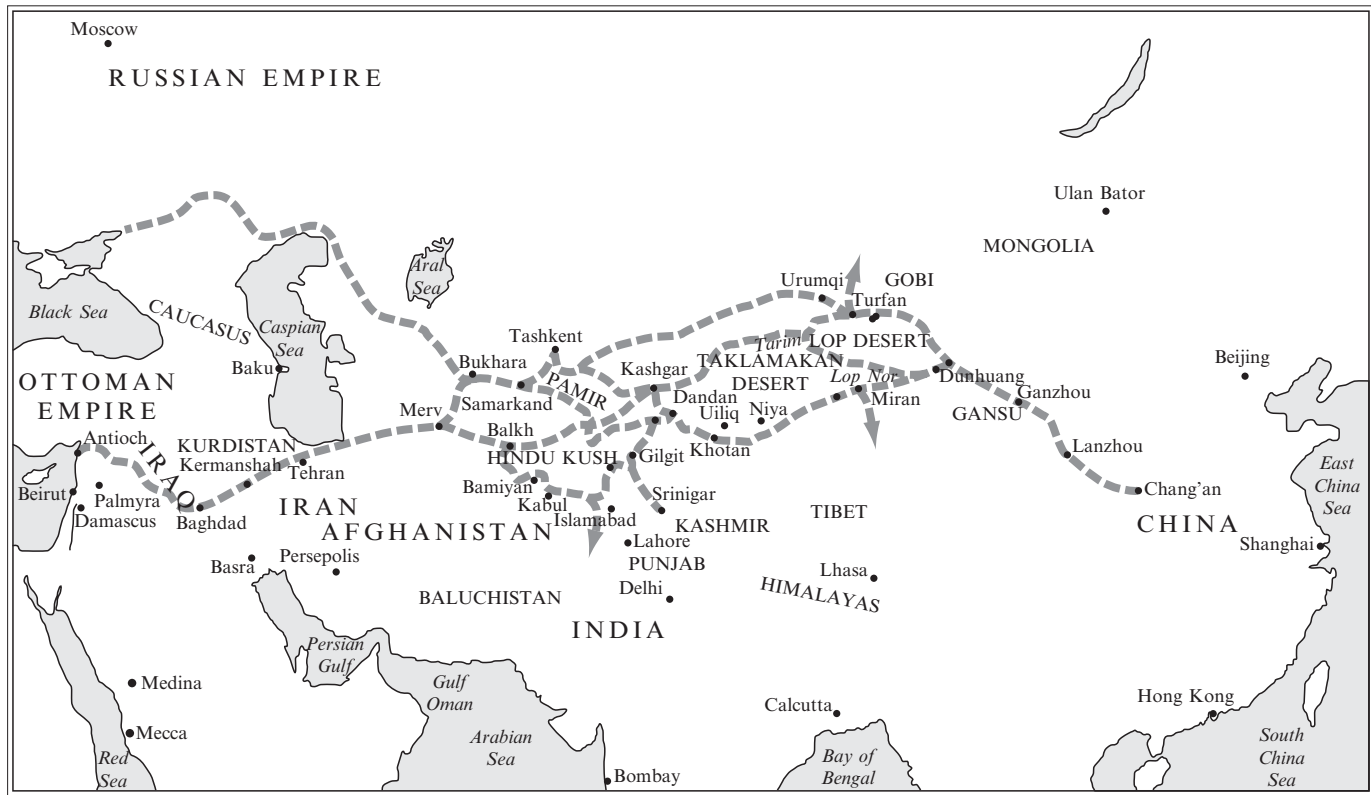 Moscow
RUSSIAN EMPIRE
Ulan Bator
MONGOLIA
Aral
Sea
Urumqi
GOBI
Turfan
Black Sea
CAUCASUS
Caspian
Sea
Tashkent
Tarim
LOP DESERT
Bukhara
Kashgar
TAKLAMAKAN
DESERT
Lop Nor
Dunhuang
Beijing
Baku
OTTOMAN
EMPIRE
PAMIR
Samarkand
Dandan
Uiliq
Niya
Miran
Ganzhou
GANSU
Merv
Balkh
Khotan
Antioch
IRAQ
KURDISTAN
Kermanshah
Tehran
HINDU KUSH
Gilgit
Lanzhou
East
China
Sea
Beirut
Palmyra
Damascus
Baghdad
IRAN
Bamiyan
Kabul
Islamabad
Srinigar
KASHMIR
TIBET
Chang'an
CHINA
AFGHANISTAN
Lahore
PUNJAB
Shanghai
Basra
Persepolis
Delhi
Lhasa
HIMALAYAS
BALUCHISTAN
INDIA
Persian
Gulf
Medina
Gulf
Oman
Calcutta
Hong Kong
Mecca
Red
Sea
Arabian
Sea
Bombay
Bay of
Bengal
South
China
Sea